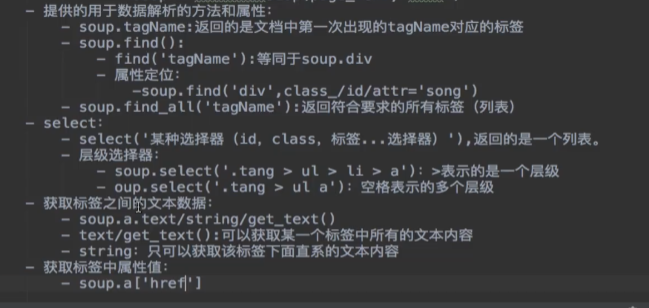 - 提供的用于数据解析的方法和属性：
- soup.tagName:返回的是文档中第一次出现的tagName对应的标签
- soup.find():
- find('tagName'):等同于soup.div
- 属性定位：
-soup.find('div',class_/id/attr='song')
- soup.find_all('tagName'):返回符合要求的所有标签（列表）
- select：
- select('某种选择器（id，class，标签...选择器）'),返回的是一个列表。
- 层级选择器：
- soup.select('.tang > ul > li > a')：>表示的是一个层级
- oup.select('.tang > ul a')：空格表示的多个层级
- 获取标签之间的文本数据：
- soup.a.text/string/get_text()
- text/get_text():可以获取某一个标签中所有的文本内容
- string：只可以获取该标签下面直系的文本内容
- 获取标签中属性值：
- soup.a['href']